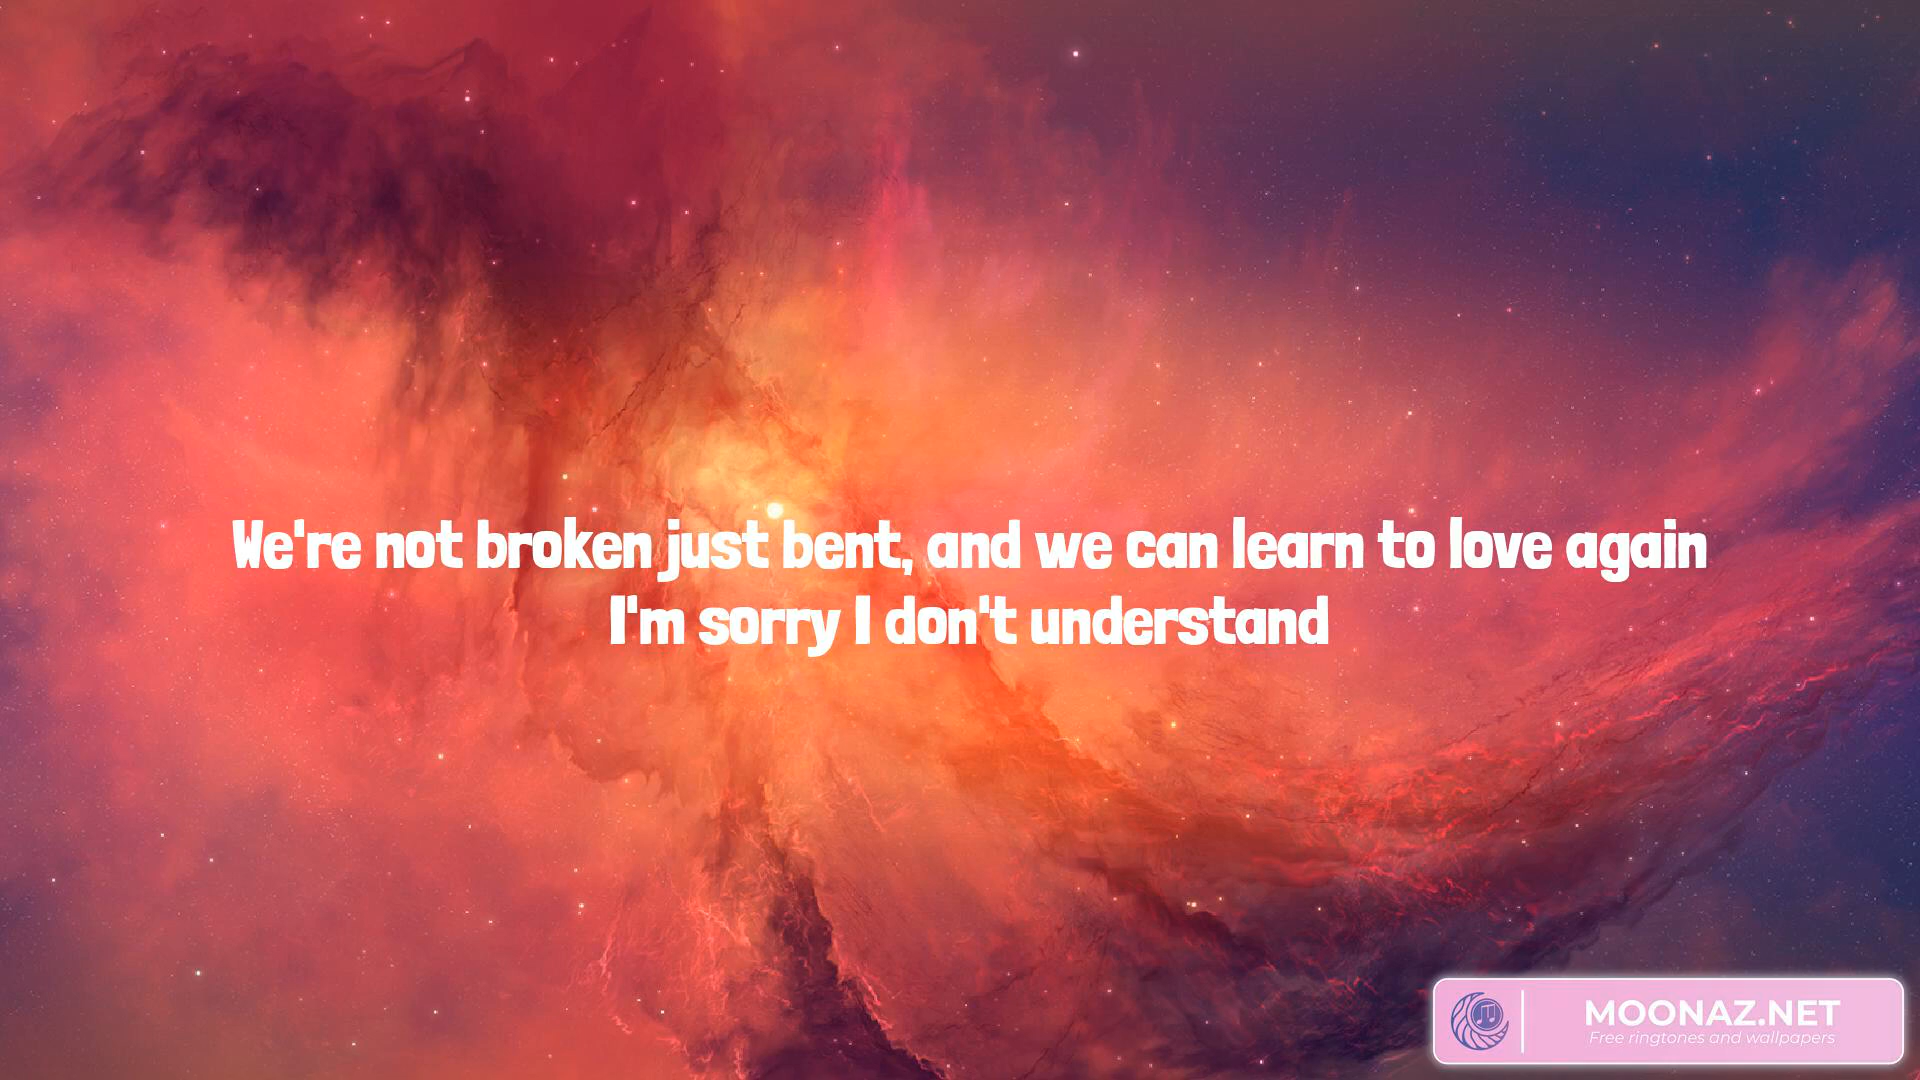 We're not broken just bent, and we can learn to love again
I'm sorry I don't understand
MOONAZ.NET
Free ringtones and wallpapers